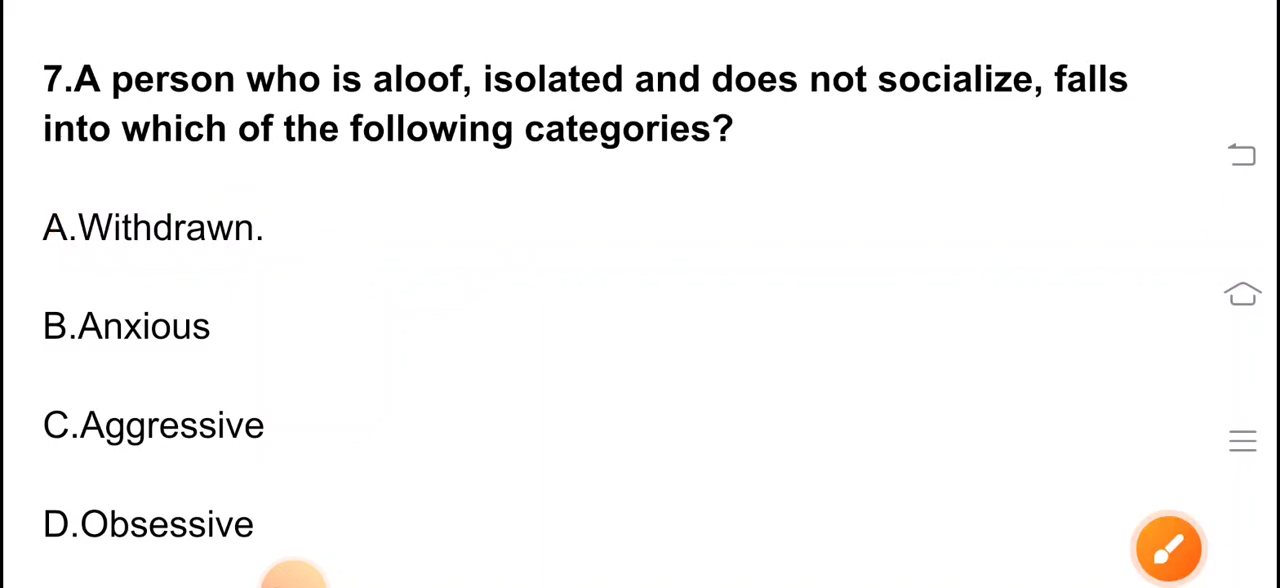 7.A person who is aloof, isolated and does not socialize, falls
into which of the following categories?
A.Withdrawn.
B.Anxious
C.Aggressive
D.Obsessive